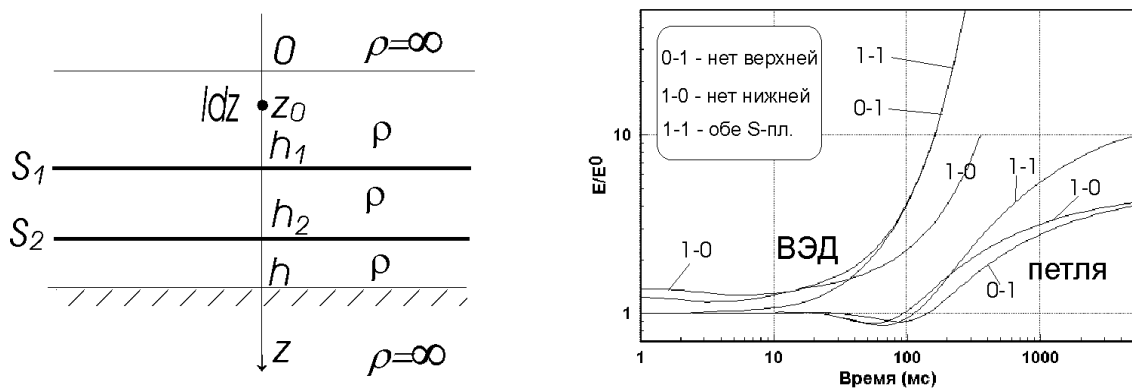 0 ρ=∞
Idz z₀
h₁ ρ
S₁
ρ
S₂ h₂
h ρ
z ρ=∞
0-1 - нет верхней
1-0 - нет нижней
1-1 - обе S-пл.
1-1
0-1
10
E/E⁰
1-0
1-1
1-0
1-0
ВЭД
петля
0-1
1
1 10 100 1000
Время (мс)